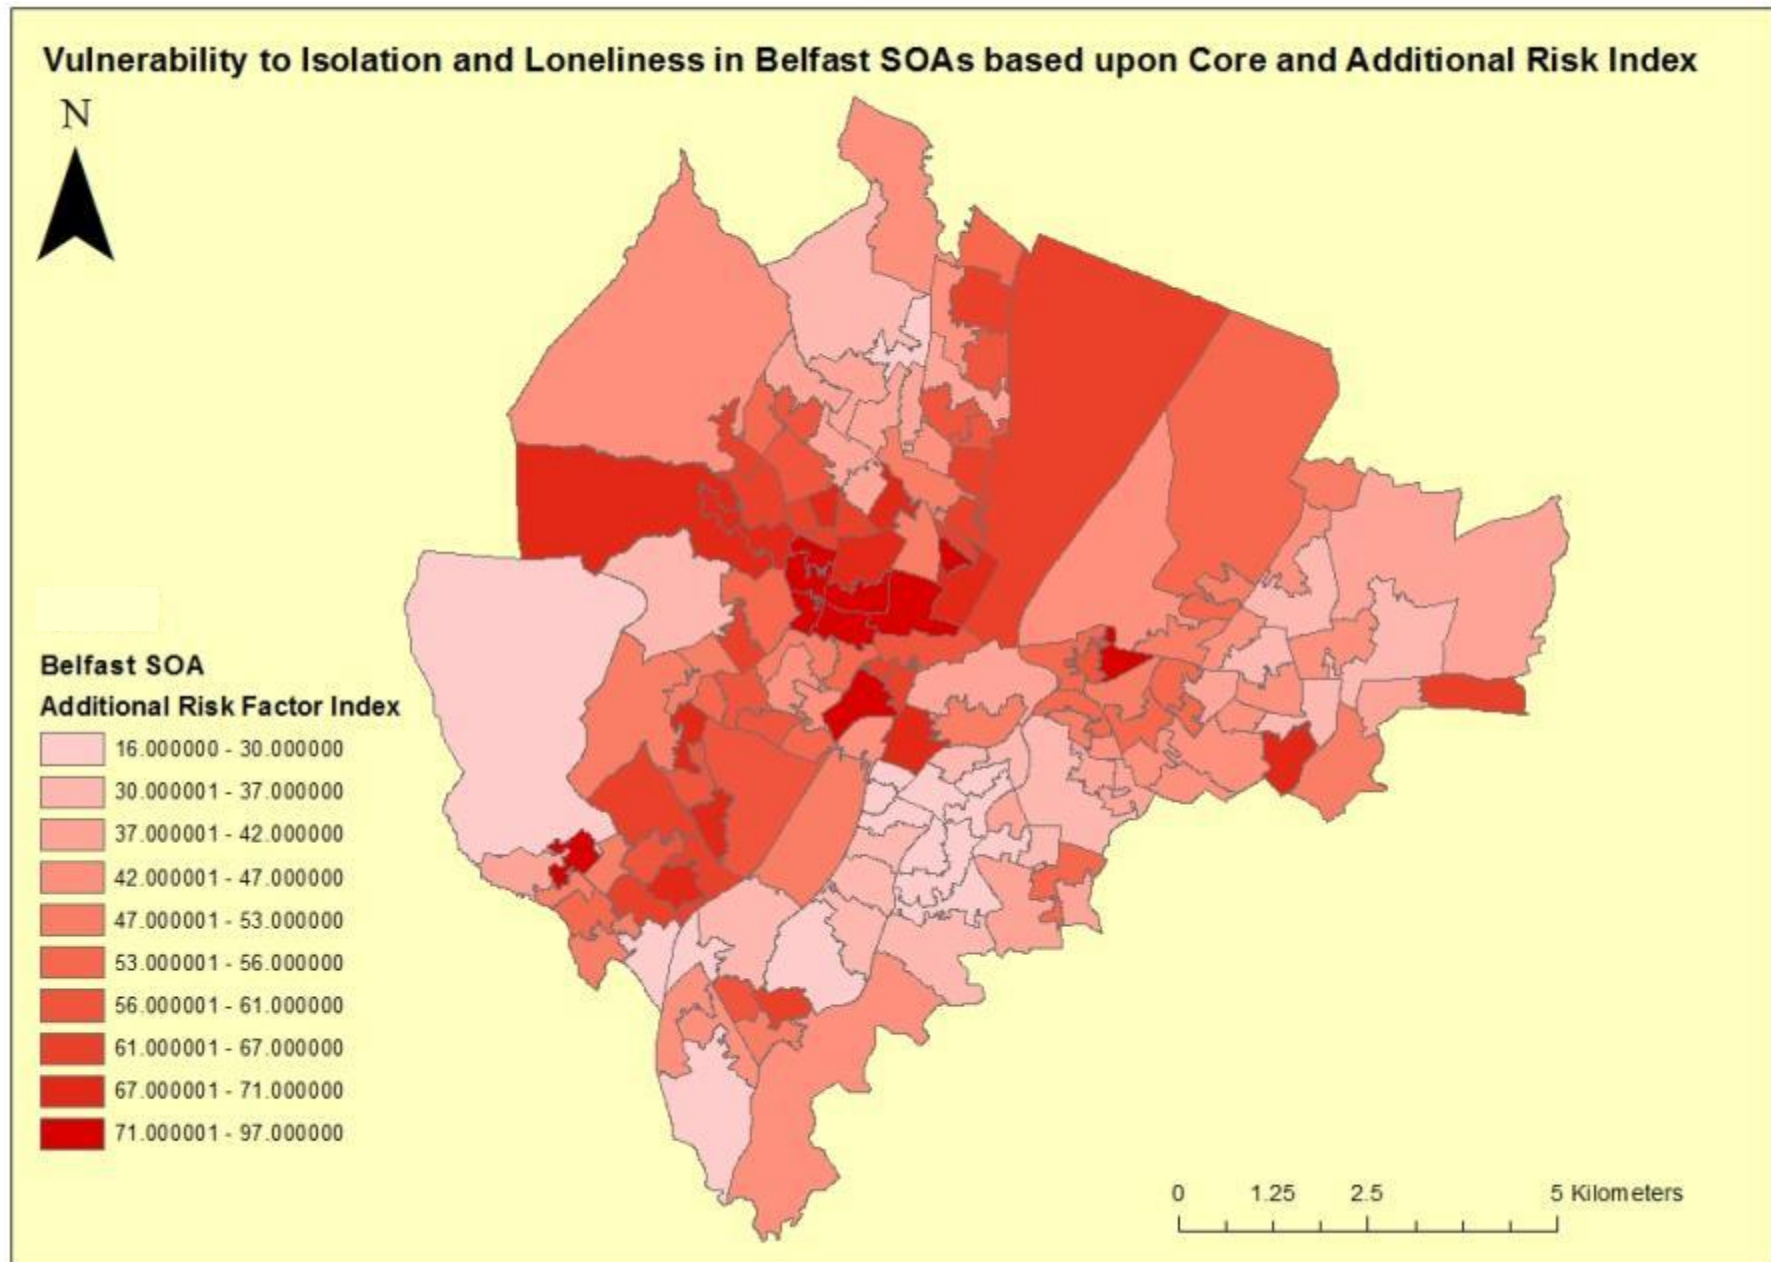 Vulnerability to Isolation and Loneliness in Belfast SOAs based upon Core and Additional Risk Index
N
Belfast SOA
Additional Risk Factor Index
16.000000 - 30.000000
30.000001 - 37.000000
37.000001 - 42.000000
42.000001 - 47.000000
47.000001 - 53.000000
53.000001 - 56.000000
56.000001 - 61.000000
61.000001 - 67.000000
67.000001 - 71.000000
71.000001 - 97.000000
0 1.25 2.5 5 Kilometers